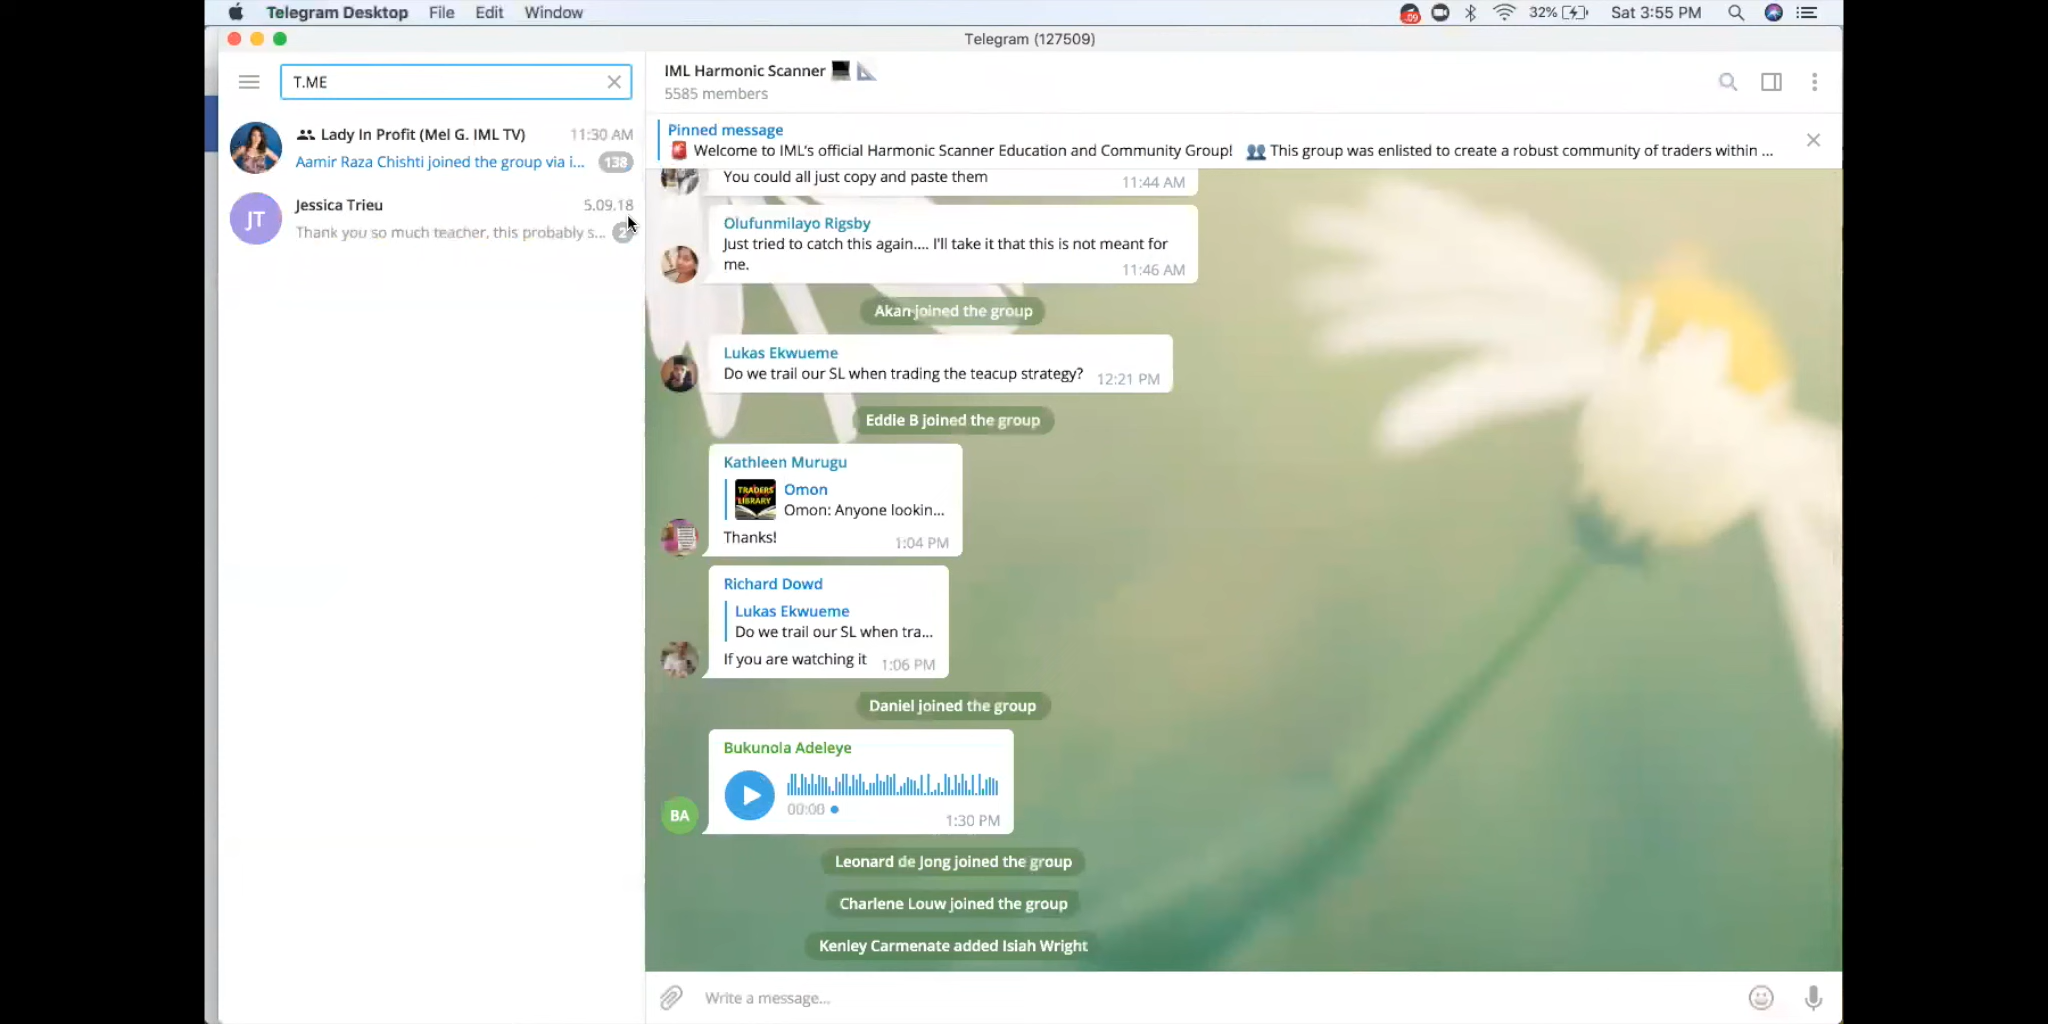 Telegram Desktop File Edit Window
.09 32% Sat 3:55 PM
Telegram (127509)
T.ME
Lady In Profit (Mel G. IML TV) 11:30 AM
Aamir Raza Chishti joined the group via i... 138
JT
Jessica Trieu 5.09.18
Thank you so much teacher, this probably s... 2
IML Harmonic Scanner
5585 members
Pinned message
Welcome to IML's official Harmonic Scanner Education and Community Group! This group was enlisted to create a robust community of traders within ...
You could all just copy and paste them 11:44 AM
Olufunmilayo Rigsby
Just tried to catch this again.... I'll take it that this is not meant for
me. 11:46 AM
Akan joined the group
Lukas Ekwueme
Do we trail our SL when trading the teacup strategy? 12:21 PM
Eddie B joined the group
Kathleen Murugu
TRADERS
LIBRARY
Omon
Omon: Anyone lookin...
Thanks! 1:04 PM
Richard Dowd
Lukas Ekwueme
Do we trail our SL when tra...
If you are watching it 1:06 PM
Daniel joined the group
Bukunola Adeleye
00:00
BA
1:30 PM
Leonard de Jong joined the group
Charlene Louw joined the group
Kenley Carmenate added Isiah Wright
Write a message...